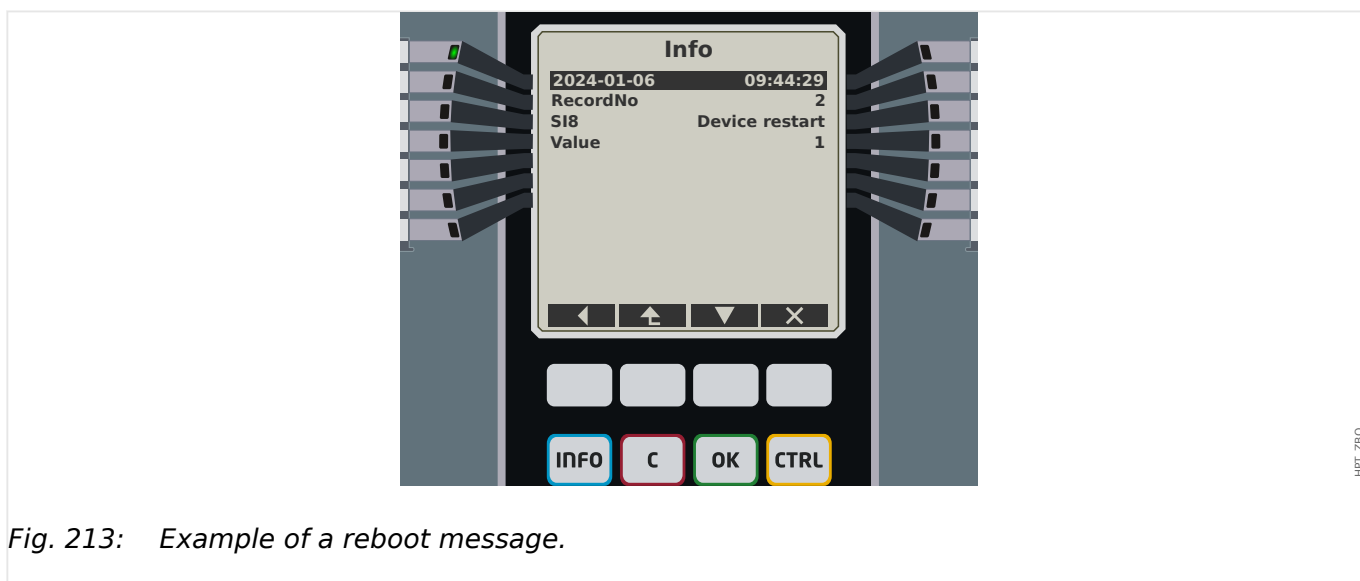 Info
2024-01-06 09:44:29
RecordNo 2
SI8 Device restart
Value 1
INFO C OK CTRL
HPT_ZBO
Fig. 213: Example of a reboot message.